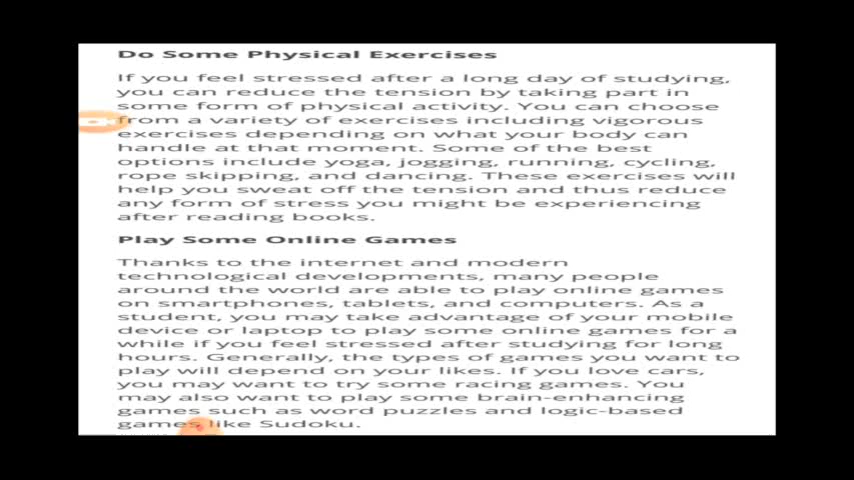 Do Some Physical Exercises
If you feel stressed after a long day of studying,
you can reduce the tension by taking part in
some form of physical activity. You can choose
from a variety of exercises including vigorous
exercises depending on what your body can
handle at that moment. Some of the best
options include yoga, jogging, running, cycling,
rope skipping, and dancing. These exercises will
help you sweat off the tension and thus reduce
any form of stress you might be experiencing
after reading books.
Play Some Online Games
Thanks to the internet and modern
technological developments, many people
around the world are able to play online games
on smartphones, tablets, and computers. As a
student, you may take advantage of your mobile
device or laptop to play some online games for a
while if you feel stressed after studying for long
hours. Generally, the types of games you want to
play will depend on your likes. If you love cars,
you may want to try some racing games. You
may also want to play some brain-enhancing
games such as word puzzles and logic-based
games like Sudoku.